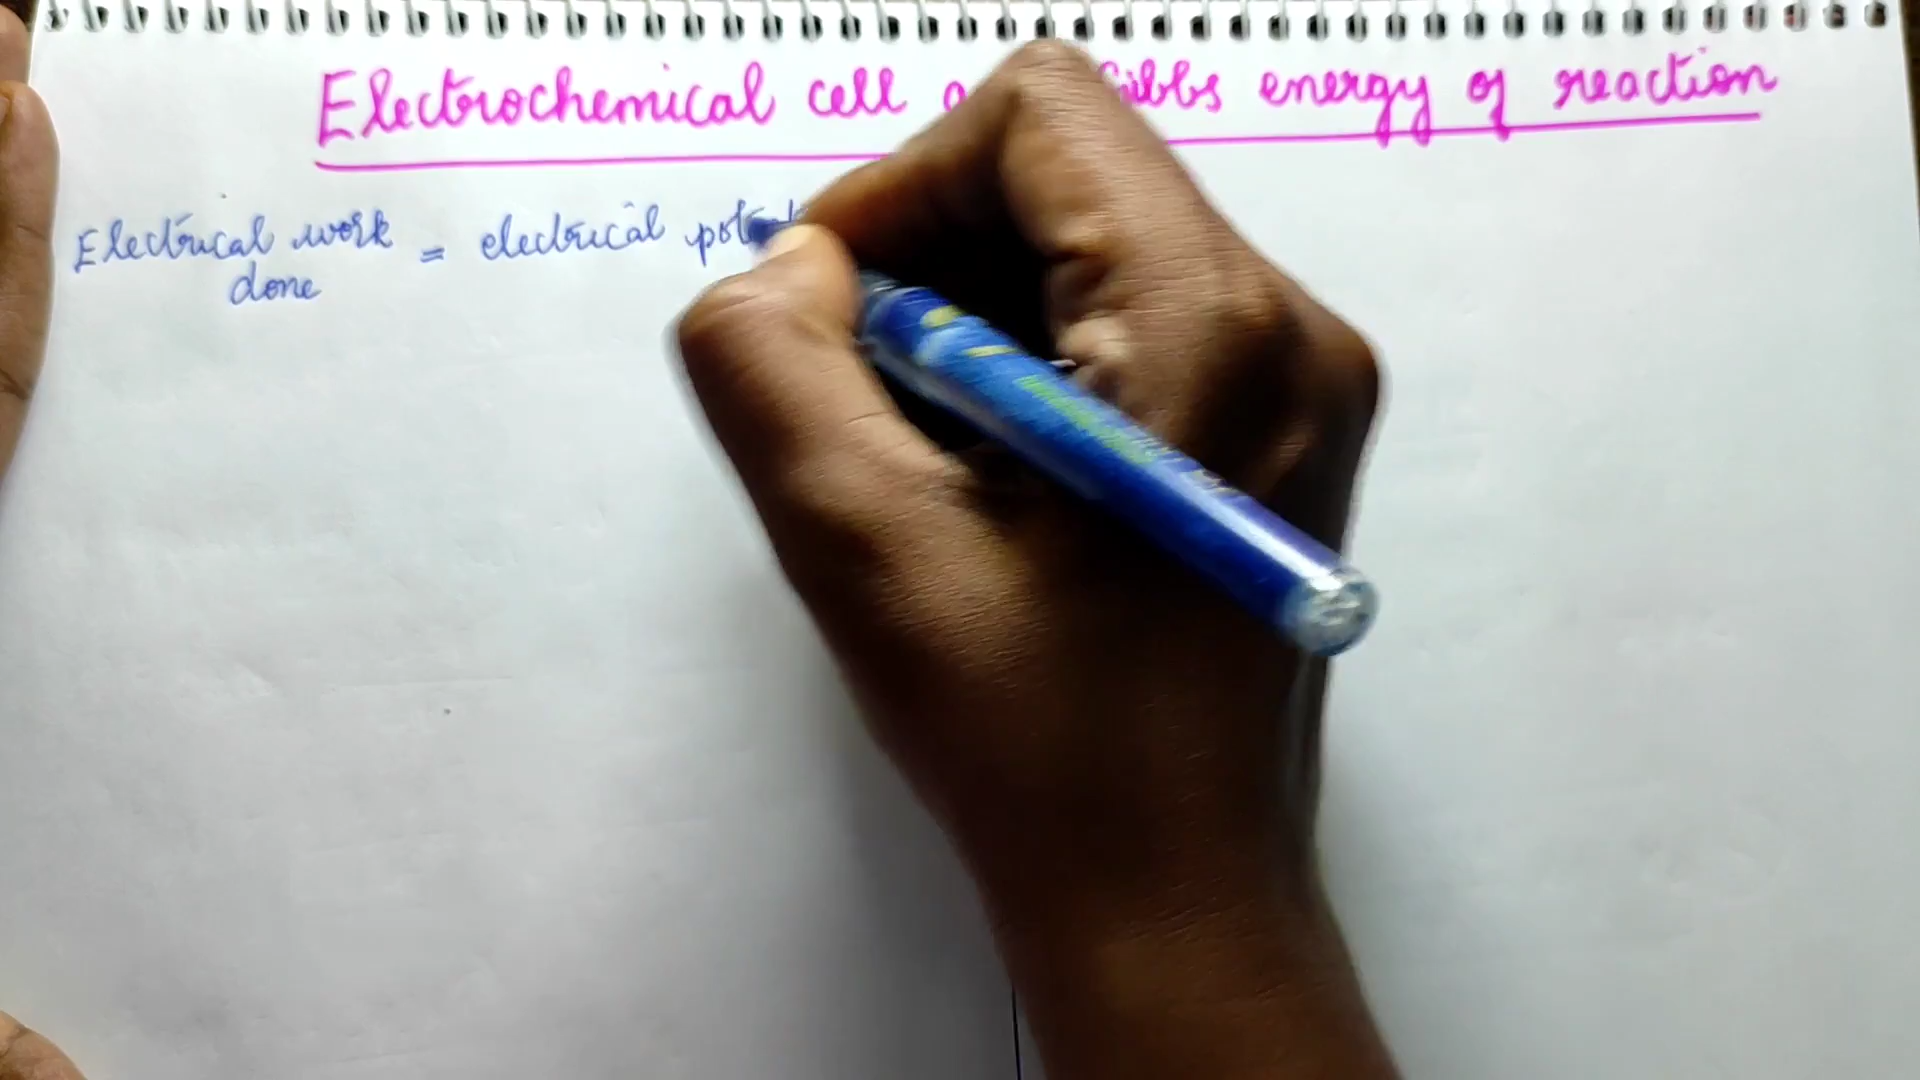 Electrochemical cell Gibbs energy of reaction
Electrical work = electrical
done